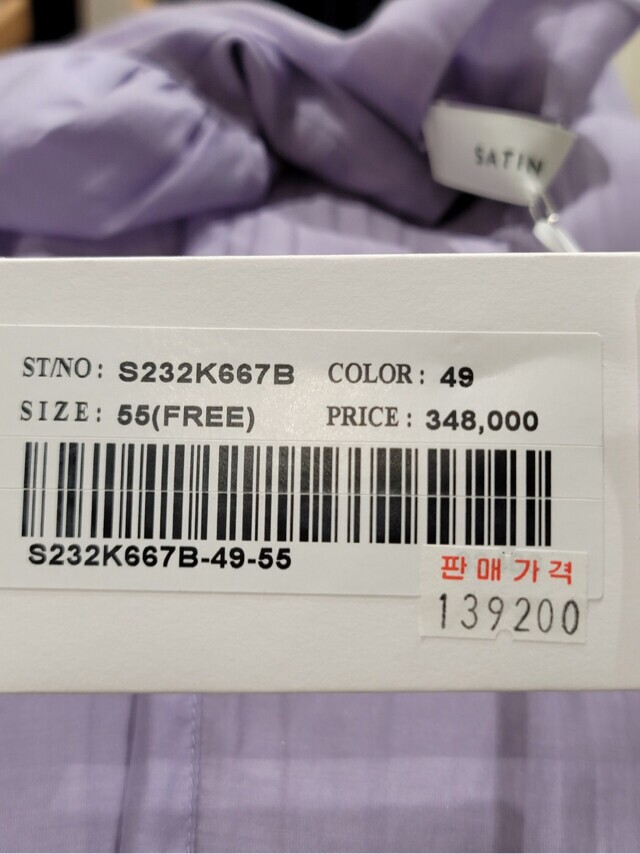 SATIN
ST/NO: S232K667B COLOR: 49
SIZE: 55(FREE) PRICE: 348,000
S232K667B-49-55
판매가격
139200